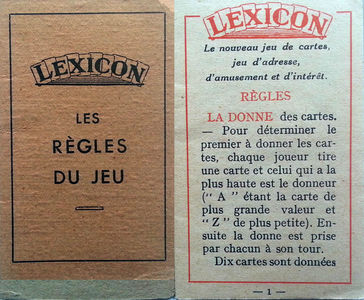 LEXICON
LES
RÈGLES
DU JEU
LEXICON
Le nouveau jeu de cartes,
jeu d'adresse,
d'amusement et d'intérêt.
RÈGLES
LA DONNE des cartes.
— Pour déterminer le
premier à donner les car-
tes, chaque joueur tire
une carte et celui qui a la
plus haute est le donneur
(“ A ” étant la carte de
plus grande valeur et
“ Z ” de plus petite). En-
suite la donne est prise
par chacun à son tour.
Dix cartes sont données
— 1 —